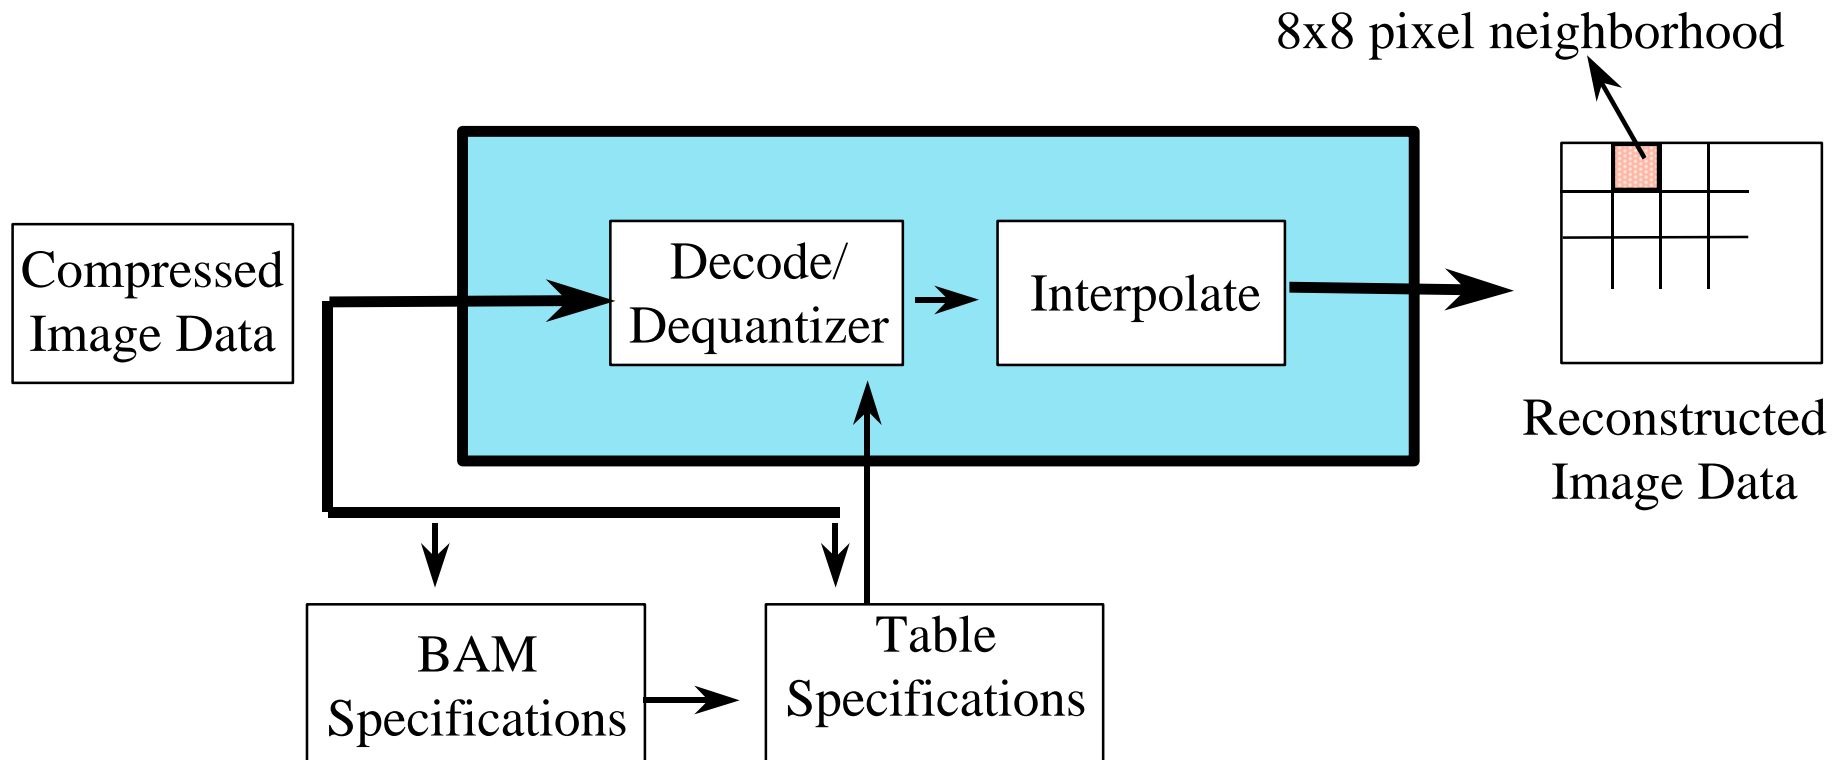 8x8 pixel neighborhood
Compressed
Image Data
Decode/
Dequantizer
Interpolate
Reconstructed
Image Data
BAM
Specifications
Table
Specifications